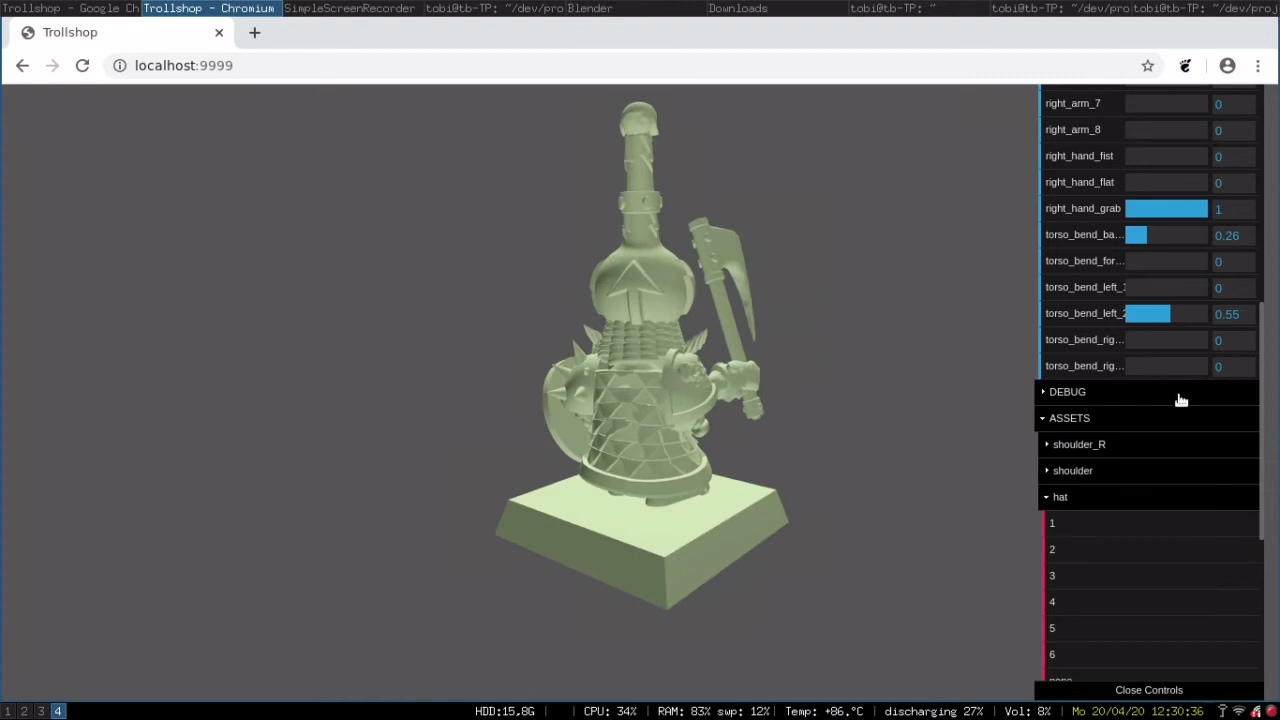 Trollshop - Google Ch
Trollshop - Chromium
SimpleScreenRecorder
tobi@tb-TP: ~/dev/pro
Blender
Downloads
tobi@tb-TP: ~
tobi@tb-TP: ~/dev/pro
tobi@tb-TP: ~/dev/proj
Trollshop
localhost:9999
right_arm_7 0
right_arm_8 0
right_hand_fist 0
right_hand_flat 0
right_hand_grab 1
torso_bend_ba... 0.26
torso_bend_for... 0
torso_bend_left_1 0
torso_bend_left_2 0.55
torso_bend_rig... 0
torso_bend_rig... 0
DEBUG
ASSETS
shoulder_R
shoulder
hat
1
2
3
4
5
6
Close Controls
1 2 3 4 HDD:15,8G CPU: 34% RAM: 83% swp: 12% Temp: +86.°C discharging 27% Vol: 8% Mo 20/04/20 12:30:36